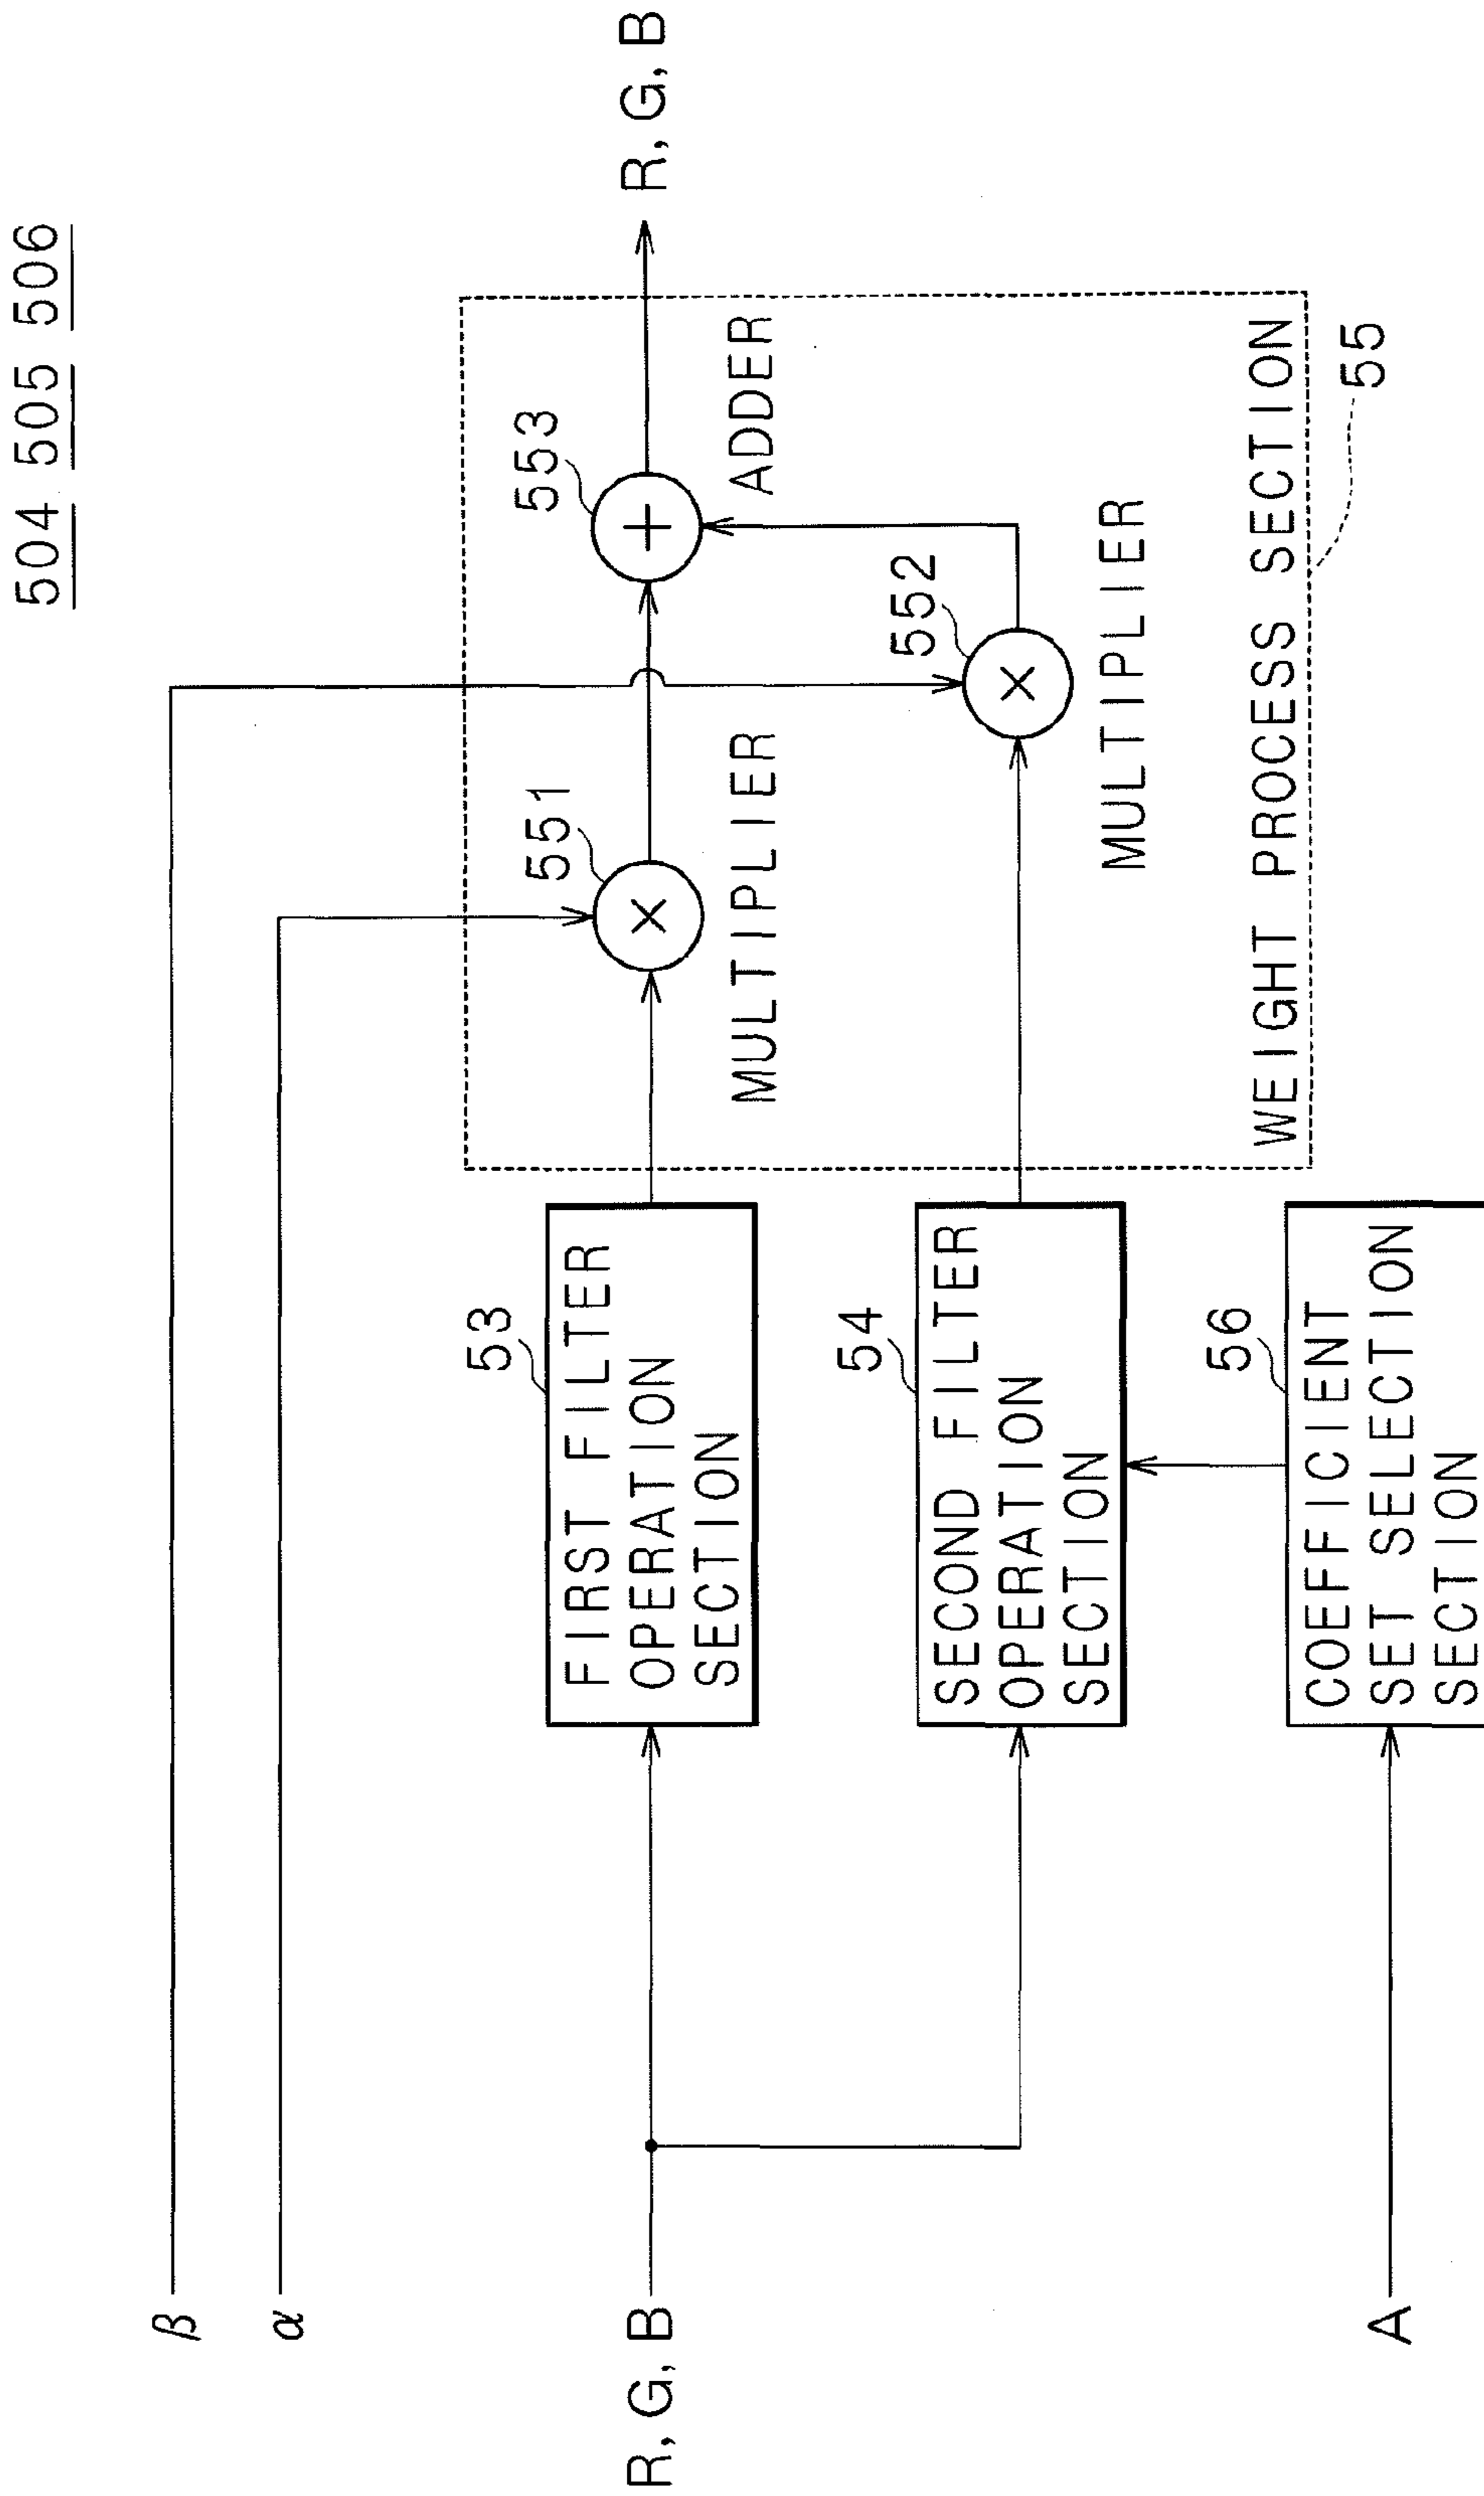 504 505 506
β
α
R, G, B
A
53
FIRST FILTER
OPERATION
SECTION
54
SECOND FILTER
OPERATION
SECTION
56
COEFFICIENT
SET SELECTION
SECTION
551
×
MULTIPLIER
552
×
MULTIPLIER
553
+
ADDER
WEIGHT PROCESS SECTION
55
R, G, B